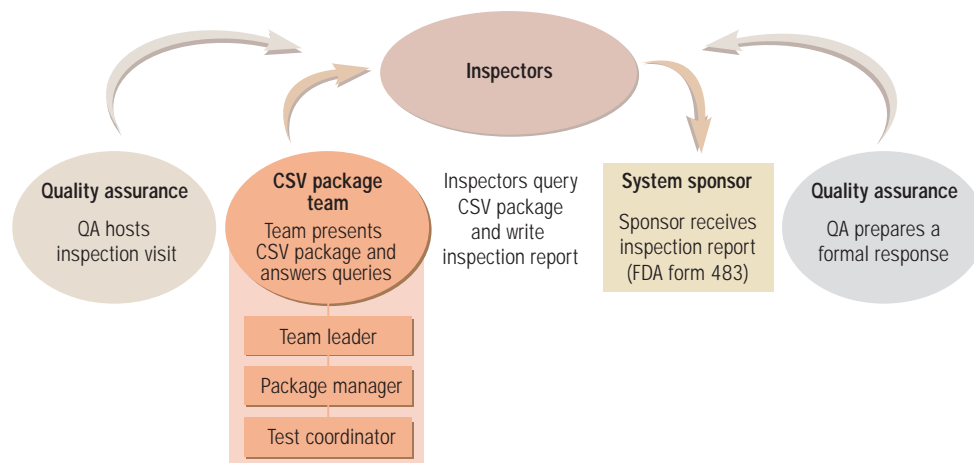 Inspectors
Quality assurance
QA hosts
inspection visit
CSV package
team
Team presents
CSV package and
answers queries
Inspectors query
CSV package
and write
inspection report
System sponsor
Sponsor receives
inspection report
(FDA form 483)
Quality assurance
QA prepares a
formal response
Team leader
Package manager
Test coordinator